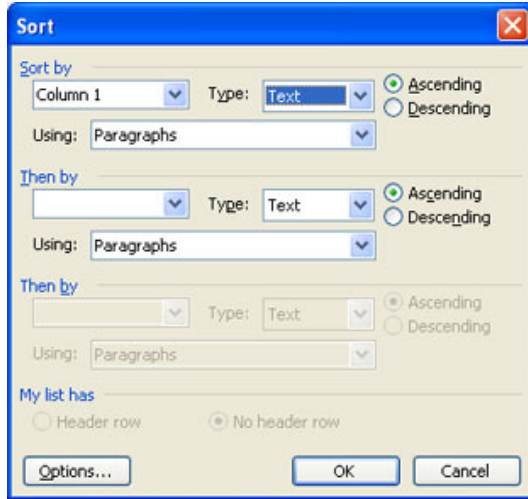 Sort
Sort by
Column 1 Type: Text Ascending
Descending
Using: Paragraphs
Then by
Type: Text Ascending
Descending
Using: Paragraphs
Then by
Type: Text Ascending
Descending
Using: Paragraphs
My list has
Header row No header row
Options... OK Cancel